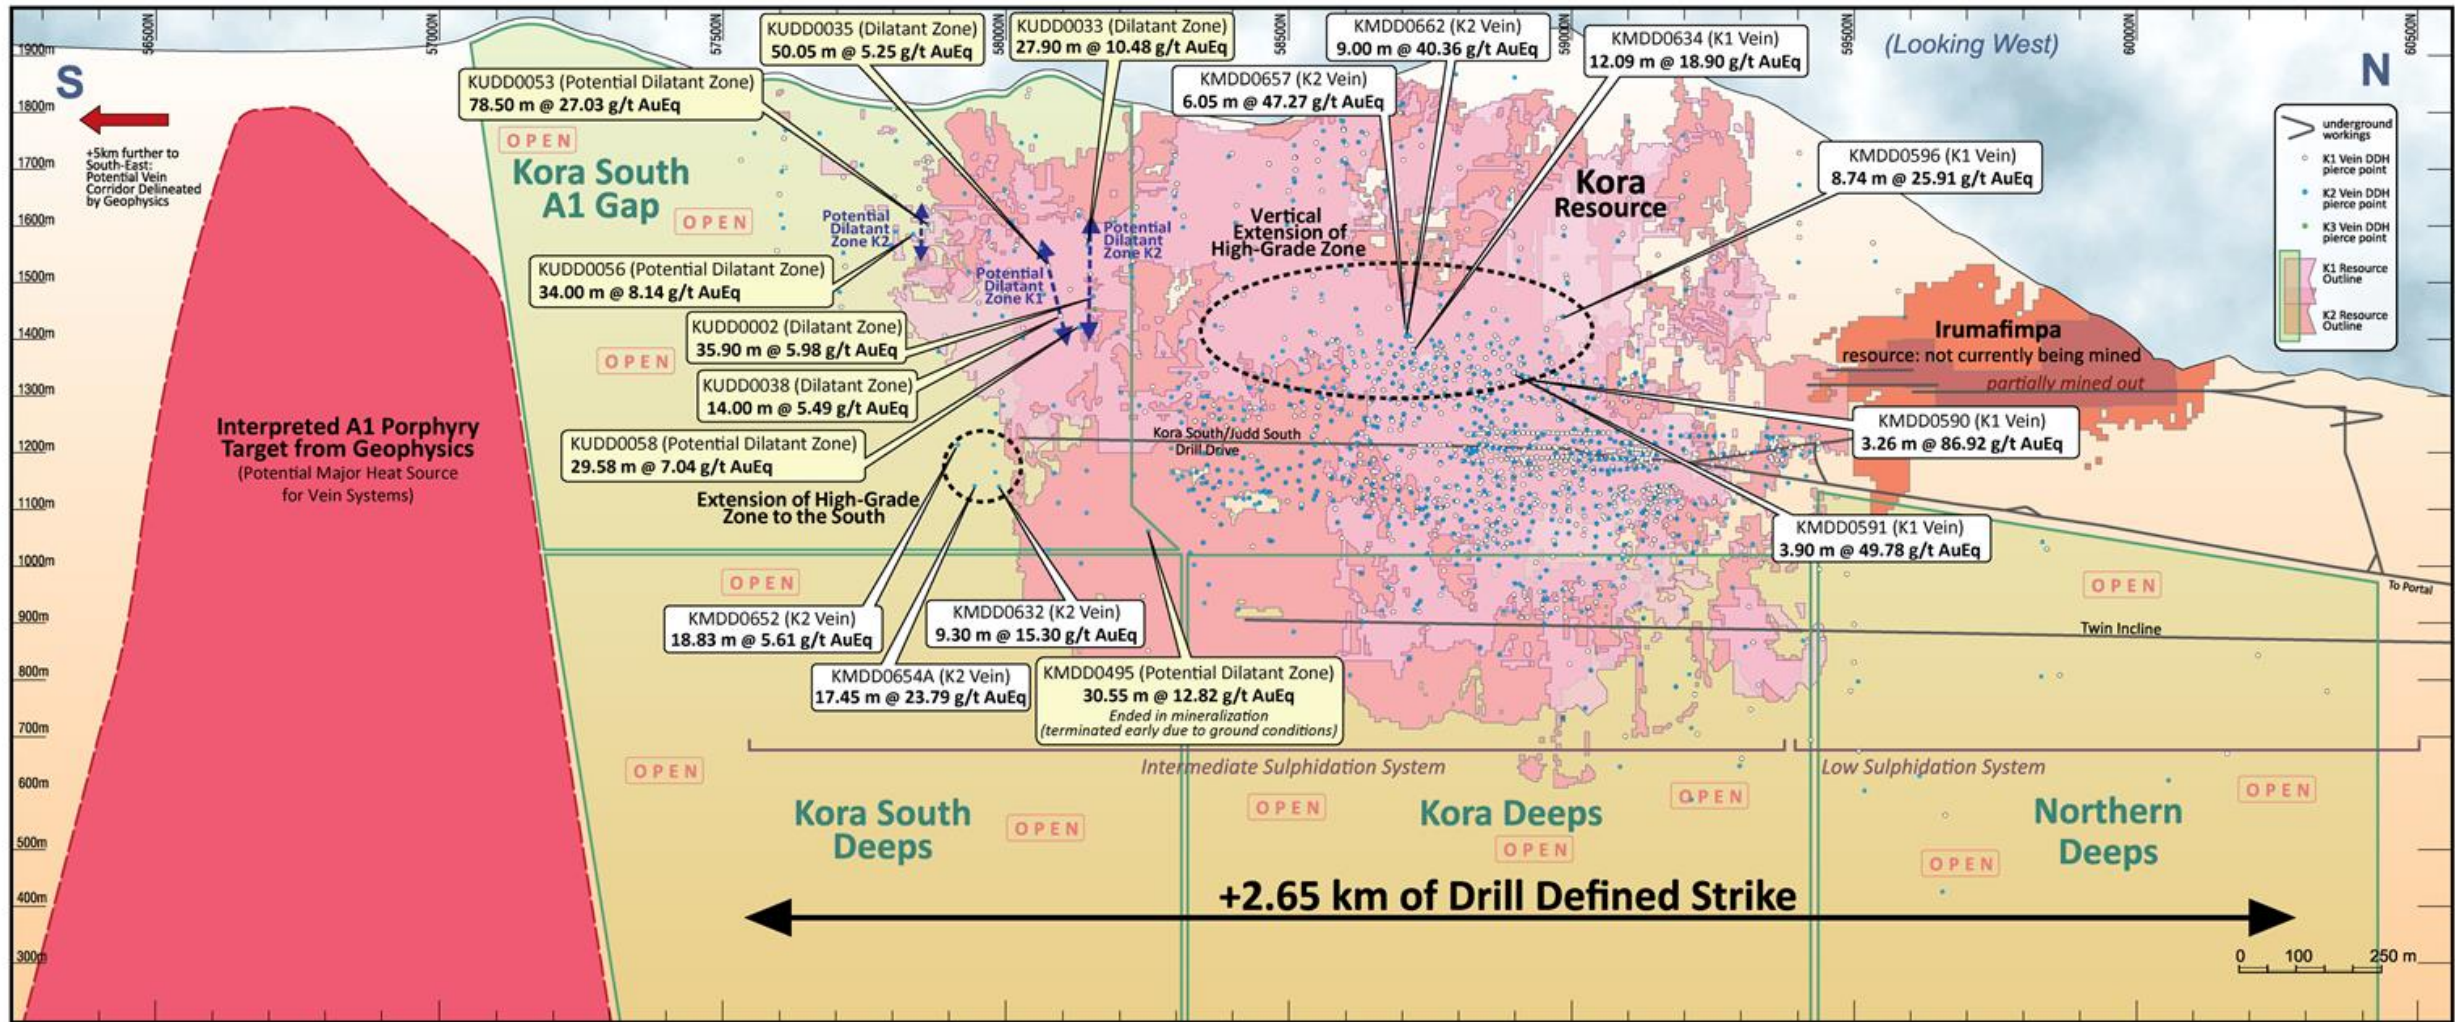 56500N
57000N
57500N
58000N
58500N
59000N
59500N
60000N
60500N
1900m
1800m
1700m
1600m
1500m
1400m
1300m
1200m
1100m
1000m
900m
800m
700m
600m
500m
400m
300m
S
(Looking West)
N
+5km further to
South-East:
Potential Vein
Corridor Delineated
by Geophysics
Interpreted A1 Porphyry
Target from Geophysics
(Potential Major Heat Source
for Vein Systems)
KUDD0035 (Dilatant Zone)
50.05 m @ 5.25 g/t AuEq
KUDD0033 (Dilatant Zone)
27.90 m @ 10.48 g/t AuEq
KMDD0662 (K2 Vein)
9.00 m @ 40.36 g/t AuEq
KMDD0634 (K1 Vein)
12.09 m @ 18.90 g/t AuEq
KUDD0053 (Potential Dilatant Zone)
78.50 m @ 27.03 g/t AuEq
KMDD0657 (K2 Vein)
6.05 m @ 47.27 g/t AuEq
KMDD0596 (K1 Vein)
8.74 m @ 25.91 g/t AuEq
underground
workings
K1 Vein DDH
pierce point
K2 Vein DDH
pierce point
K3 Vein DDH
pierce point
K1 Resource
Outline
K2 Resource
Outline
OPEN
Kora South
A1 Gap
OPEN
Potential
Dilatant
Zone K2
Potential
Dilatant
Zone K2
Potential
Dilatant
Zone K1
Vertical
Extension of
High-Grade Zone
Kora
Resource
KUDD0056 (Potential Dilatant Zone)
34.00 m @ 8.14 g/t AuEq
KUDD0002 (Dilatant Zone)
35.90 m @ 5.98 g/t AuEq
OPEN
KUDD0038 (Dilatant Zone)
14.00 m @ 5.49 g/t AuEq
KUDD0058 (Potential Dilatant Zone)
29.58 m @ 7.04 g/t AuEq
Irumafimpa
resource: not currently being mined
partially mined out
KMDD0590 (K1 Vein)
3.26 m @ 86.92 g/t AuEq
Kora South/Judd South
Drill Drive
Extension of High-Grade
Zone to the South
KMDD0591 (K1 Vein)
3.90 m @ 49.78 g/t AuEq
OPEN
OPEN
To Portal
KMDD0652 (K2 Vein)
18.83 m @ 5.61 g/t AuEq
KMDD0632 (K2 Vein)
9.30 m @ 15.30 g/t AuEq
Twin Incline
KMDD0654A (K2 Vein)
17.45 m @ 23.79 g/t AuEq
KMDD0495 (Potential Dilatant Zone)
30.55 m @ 12.82 g/t AuEq
Ended in mineralization
(terminated early due to ground conditions)
OPEN
Intermediate Sulphidation System
Low Sulphidation System
Kora South
Deeps
OPEN
OPEN
Kora Deeps
OPEN
OPEN
Northern
Deeps
OPEN
OPEN
+2.65 km of Drill Defined Strike
0 100 250 m